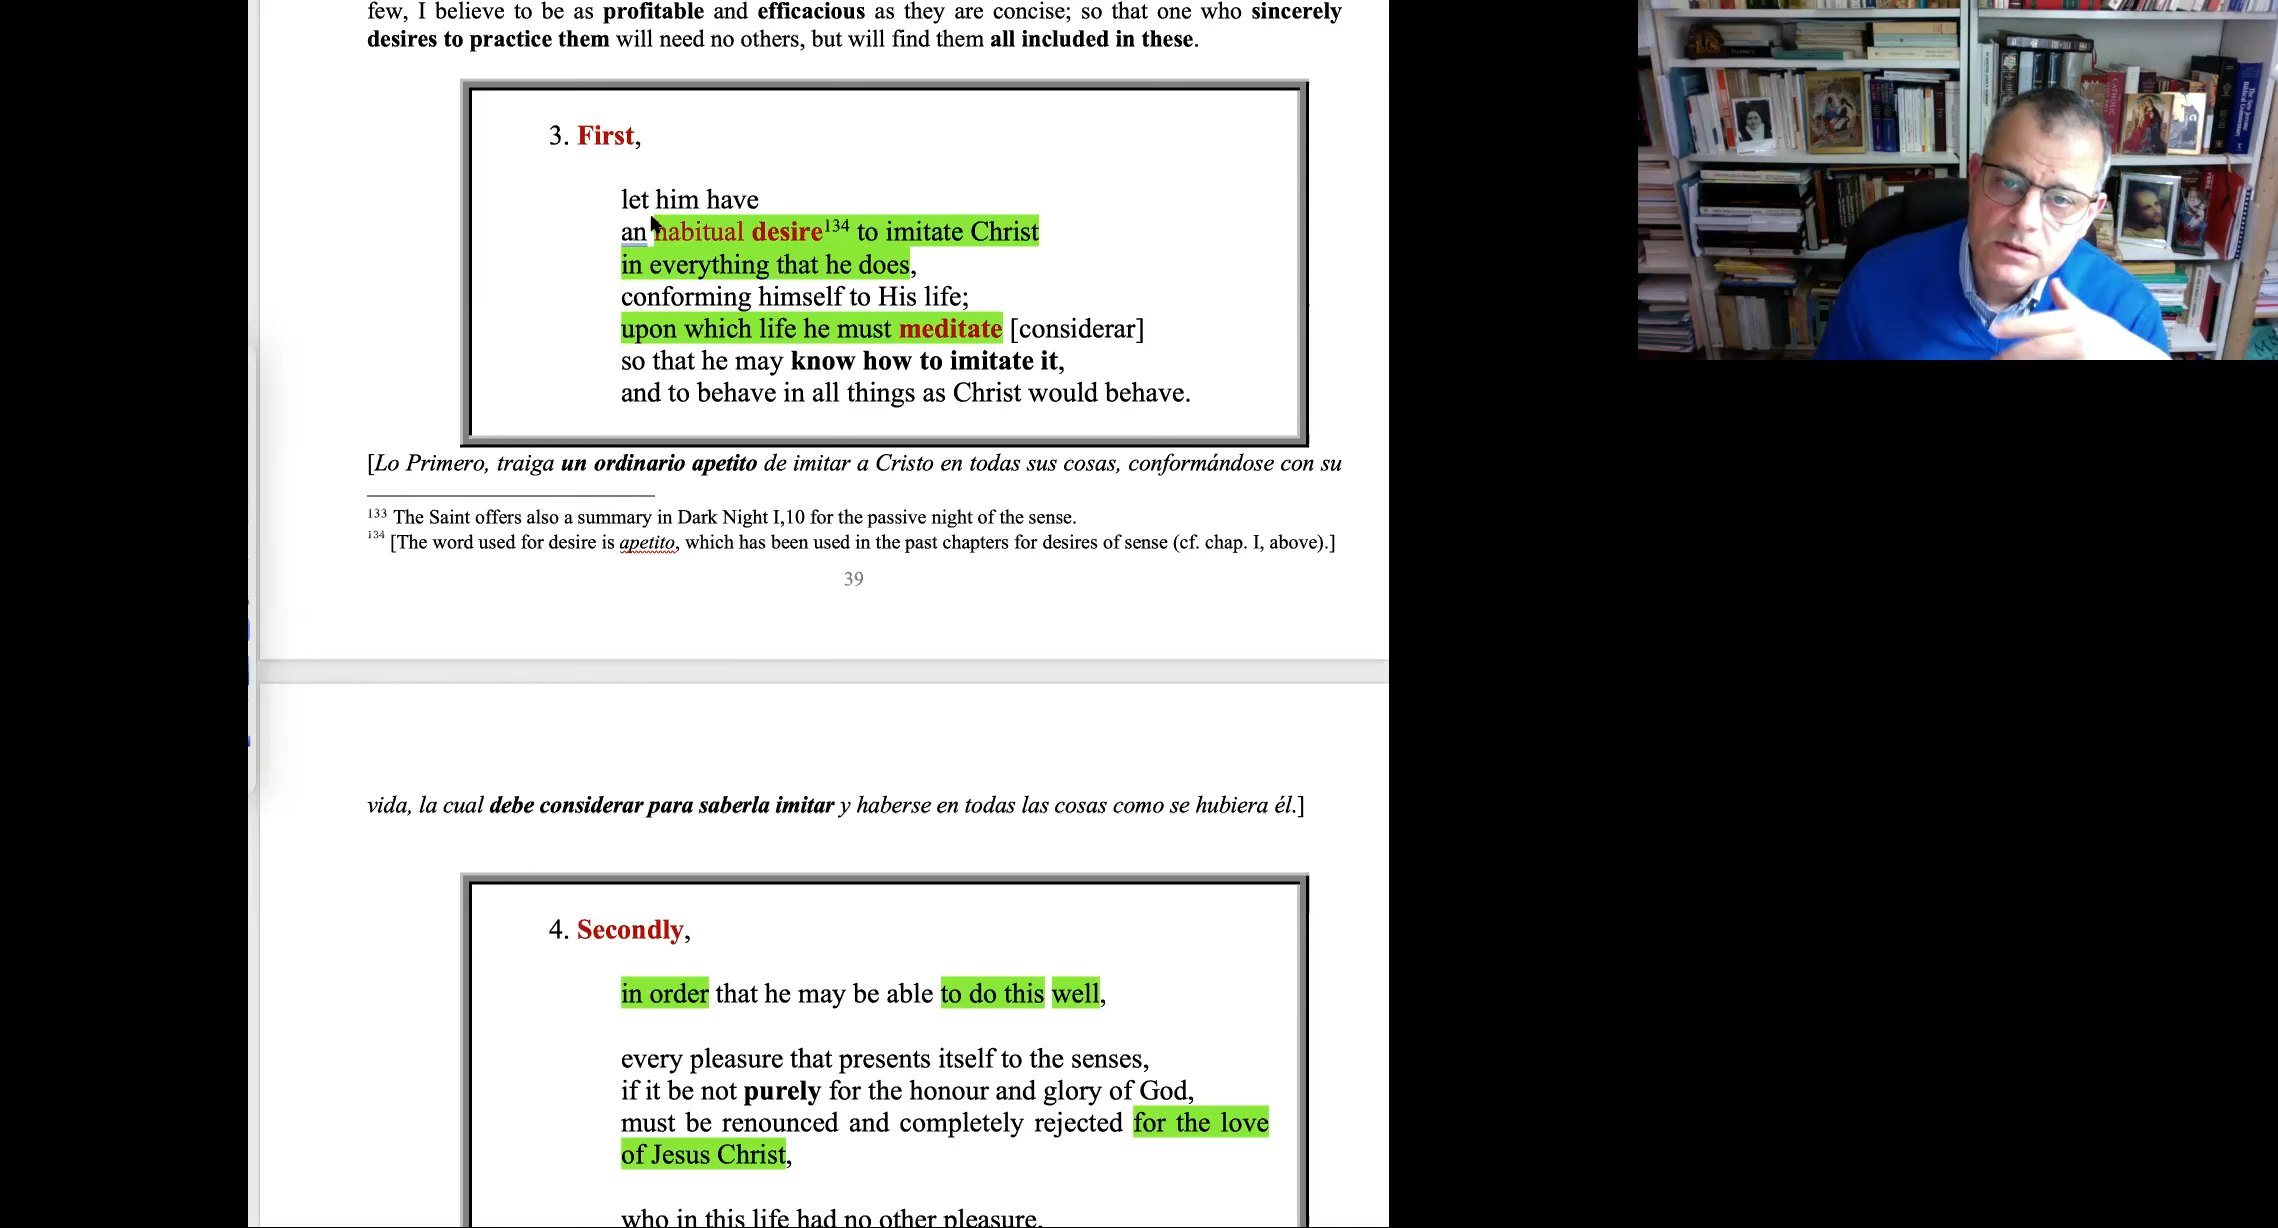 few, I believe to be as profitable and efficacious as they are concise; so that one who sincerely
desires to practice them will need no others, but will find them all included in these.
3. First,
let him have
an habitual desire134 to imitate Christ
in everything that he does,
conforming himself to His life;
upon which life he must meditate [considerar]
so that he may know how to imitate it,
and to behave in all things as Christ would behave.
[Lo Primero, traiga un ordinario apetito de imitar a Cristo en todas sus cosas, conformándose con su
133 The Saint offers also a summary in Dark Night I,10 for the passive night of the sense.
134 [The word used for desire is apetito, which has been used in the past chapters for desires of sense (cf. chap. I, above).]
39
vida, la cual debe considerar para saberla imitar y haberse en todas las cosas como se hubiera él.]
4. Secondly,
in order that he may be able to do this well,
every pleasure that presents itself to the senses,
if it be not purely for the honour and glory of God,
must be renounced and completely rejected for the love
of Jesus Christ,
who in this life had no other pleasure,